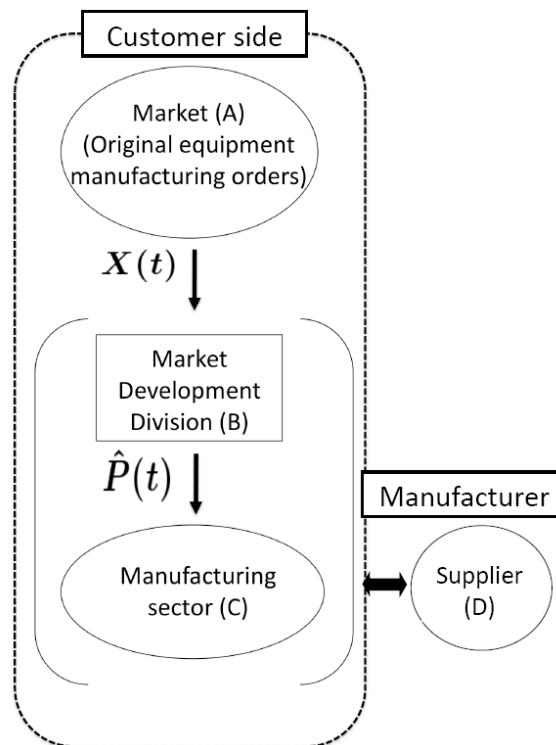 Customer side
Market (A)
(Original equipment
manufacturing orders)
X(t)
Market
Development
Division (B)
P̂(t)
Manufacturer
Manufacturing
sector (C)
Supplier
(D)